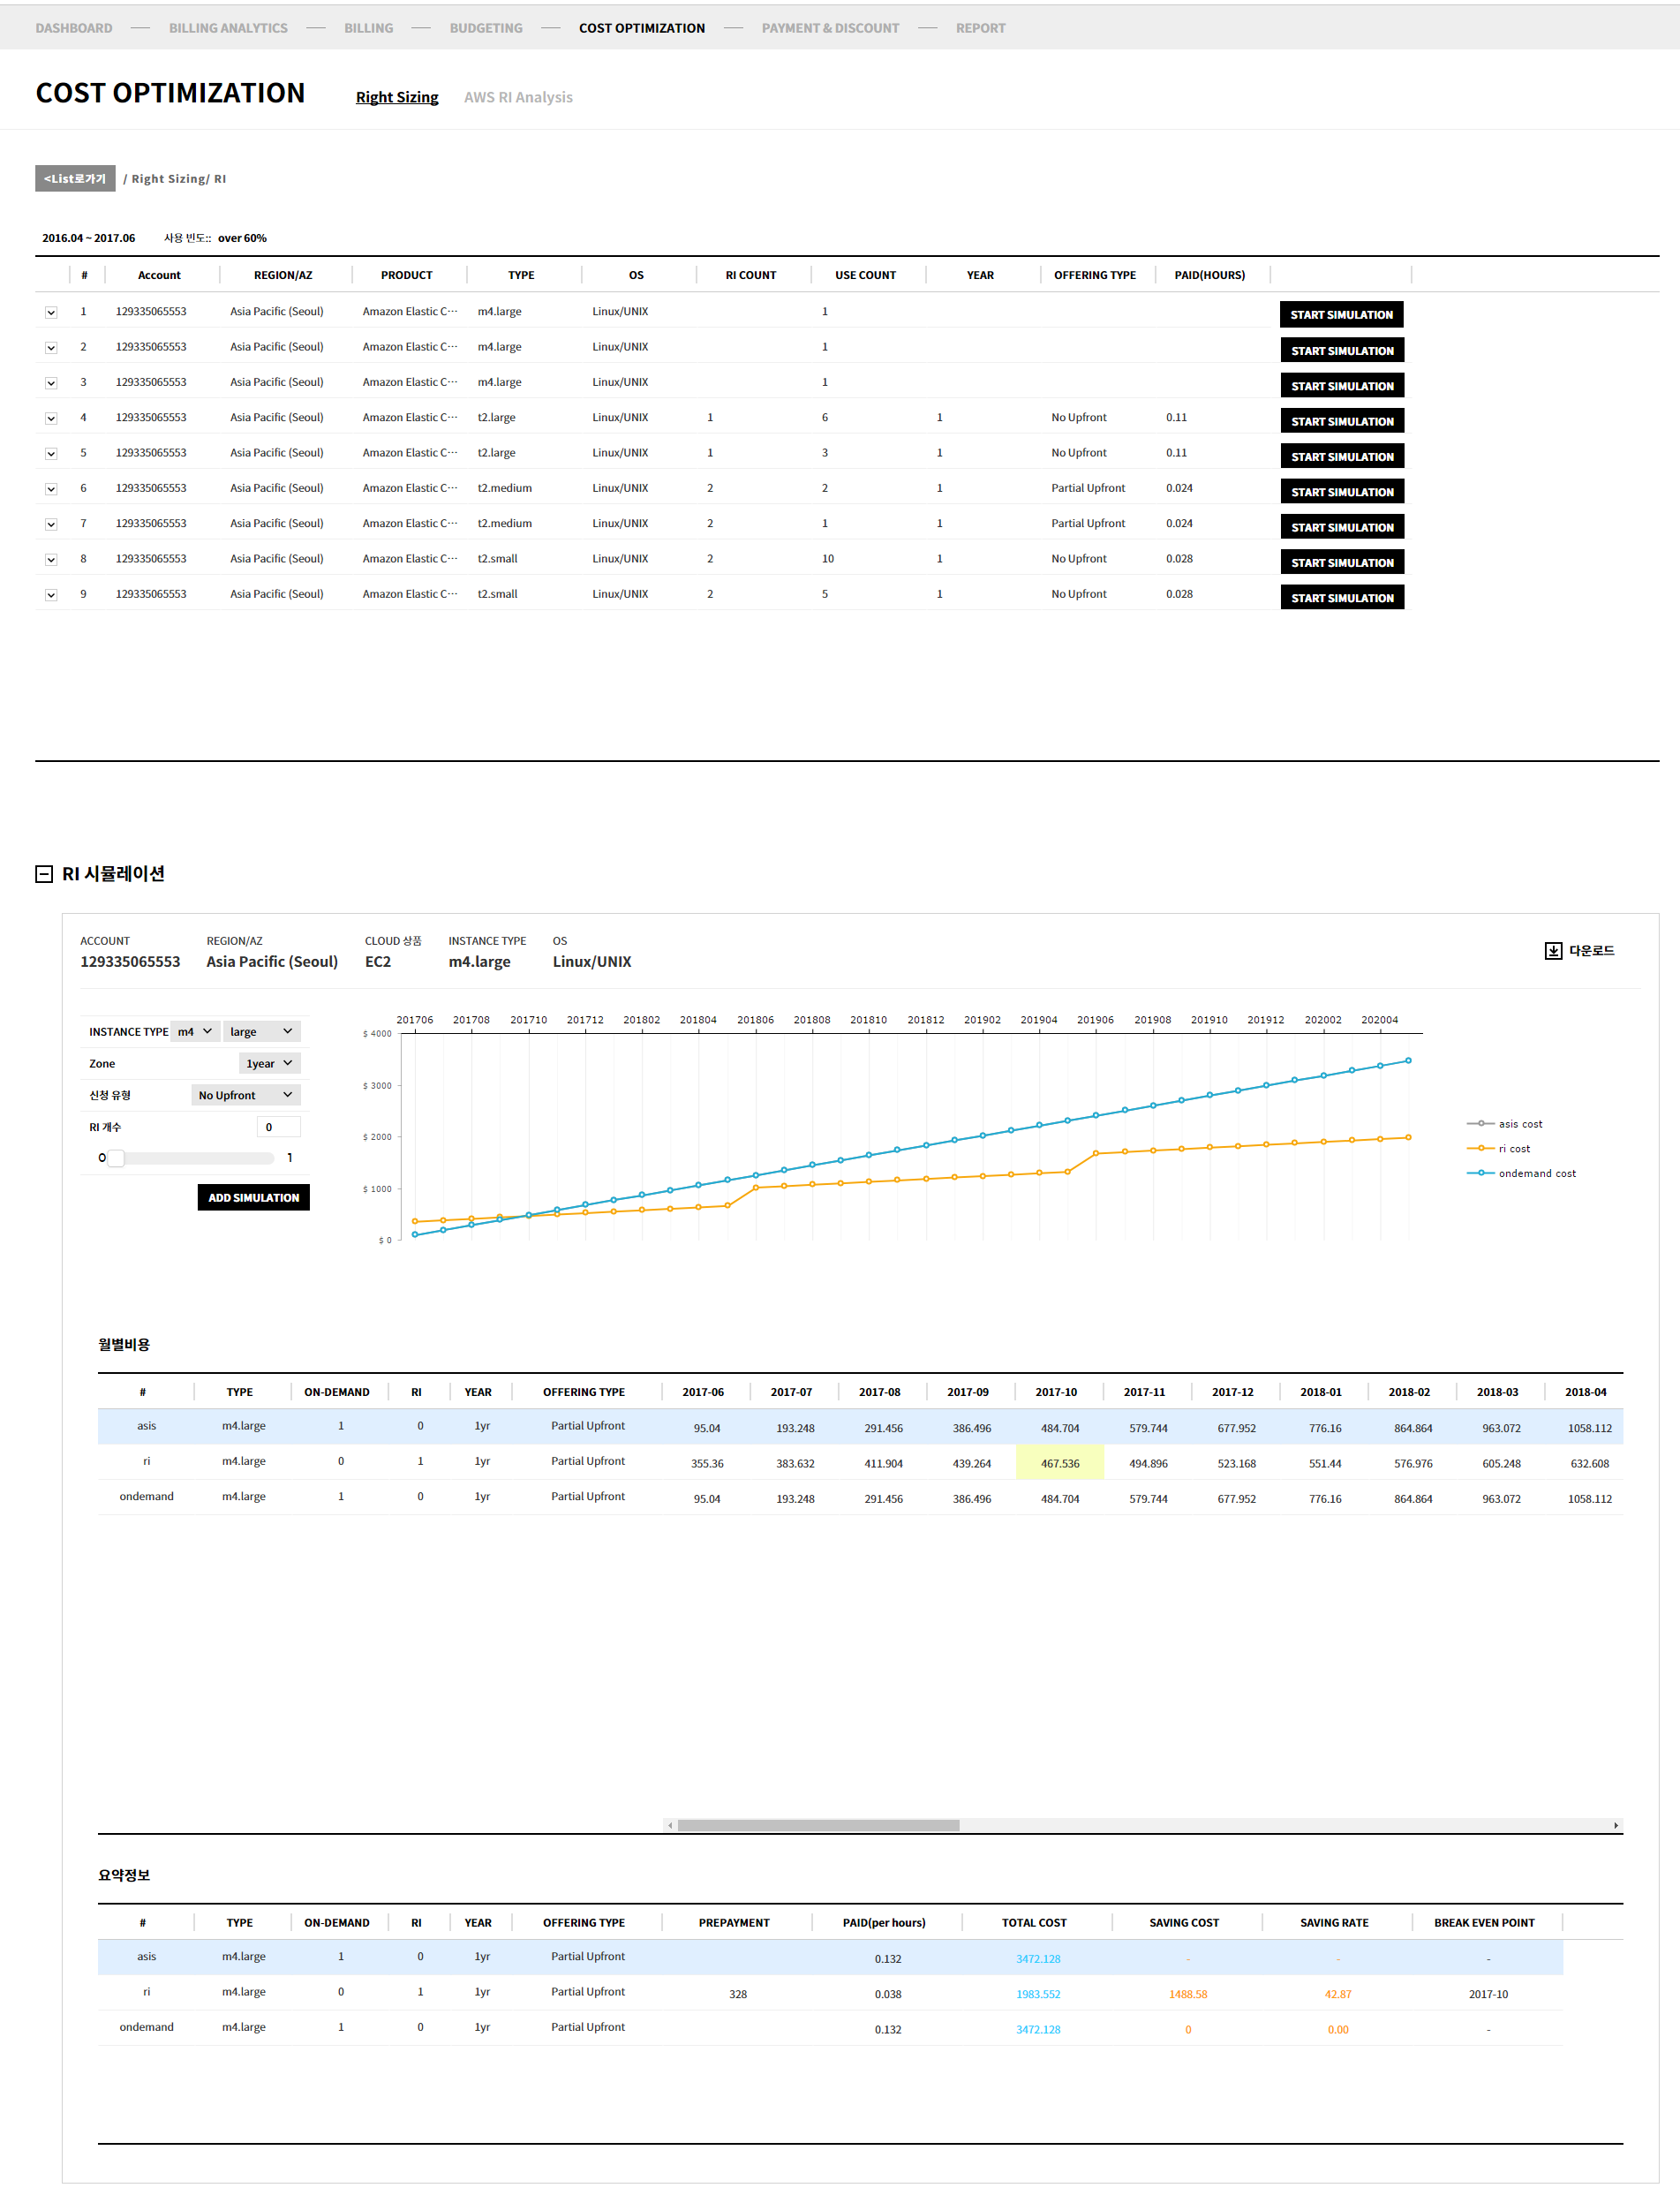 DASHBOARD — BILLING ANALYTICS — BILLING — BUDGETING — COST OPTIMIZATION — PAYMENT & DISCOUNT — REPORT
COST OPTIMIZATION Right Sizing AWS RI Analysis
<List로가기 / Right Sizing/ RI
2016.04 ~ 2017.06 사용 빈도:: over 60%
# Account REGION/AZ PRODUCT TYPE OS RI COUNT USE COUNT YEAR OFFERING TYPE PAID(HOURS)
1 129335065553 Asia Pacific (Seoul) Amazon Elastic C··· m4.large Linux/UNIX 1 START SIMULATION
2 129335065553 Asia Pacific (Seoul) Amazon Elastic C··· m4.large Linux/UNIX 1 START SIMULATION
3 129335065553 Asia Pacific (Seoul) Amazon Elastic C··· m4.large Linux/UNIX 1 START SIMULATION
4 129335065553 Asia Pacific (Seoul) Amazon Elastic C··· t2.large Linux/UNIX 1 6 1 No Upfront 0.11 START SIMULATION
5 129335065553 Asia Pacific (Seoul) Amazon Elastic C··· t2.large Linux/UNIX 1 3 1 No Upfront 0.11 START SIMULATION
6 129335065553 Asia Pacific (Seoul) Amazon Elastic C··· t2.medium Linux/UNIX 2 2 1 Partial Upfront 0.024 START SIMULATION
7 129335065553 Asia Pacific (Seoul) Amazon Elastic C··· t2.medium Linux/UNIX 2 1 1 Partial Upfront 0.024 START SIMULATION
8 129335065553 Asia Pacific (Seoul) Amazon Elastic C··· t2.small Linux/UNIX 2 10 1 No Upfront 0.028 START SIMULATION
9 129335065553 Asia Pacific (Seoul) Amazon Elastic C··· t2.small Linux/UNIX 2 5 1 No Upfront 0.028 START SIMULATION
RI 시뮬레이션
ACCOUNT REGION/AZ CLOUD 상품 INSTANCE TYPE OS
129335065553 Asia Pacific (Seoul) EC2 m4.large Linux/UNIX
다운로드
INSTANCE TYPE m4 large
Zone 1year
신청 유형 No Upfront
RI 개수 0
0 1
ADD SIMULATION
201706 201708 201710 201712 201802 201804 201806 201808 201810 201812 201902 201904 201906 201908 201910 201912 202002 202004
$ 4000
$ 3000
$ 2000
$ 1000
$ 0
asis cost
ri cost
ondemand cost
월별비용
# TYPE ON-DEMAND RI YEAR OFFERING TYPE 2017-06 2017-07 2017-08 2017-09 2017-10 2017-11 2017-12 2018-01 2018-02 2018-03 2018-04
asis m4.large 1 0 1yr Partial Upfront 95.04 193.248 291.456 386.496 484.704 579.744 677.952 776.16 864.864 963.072 1058.112
ri m4.large 0 1 1yr Partial Upfront 355.36 383.632 411.904 439.264 467.536 494.896 523.168 551.44 576.976 605.248 632.608
ondemand m4.large 1 0 1yr Partial Upfront 95.04 193.248 291.456 386.496 484.704 579.744 677.952 776.16 864.864 963.072 1058.112
요약정보
# TYPE ON-DEMAND RI YEAR OFFERING TYPE PREPAYMENT PAID(per hours) TOTAL COST SAVING COST SAVING RATE BREAK EVEN POINT
asis m4.large 1 0 1yr Partial Upfront 0.132 3472.128 - - -
ri m4.large 0 1 1yr Partial Upfront 328 0.038 1983.552 1488.58 42.87 2017-10
ondemand m4.large 1 0 1yr Partial Upfront 0.132 3472.128 0 0.00 -